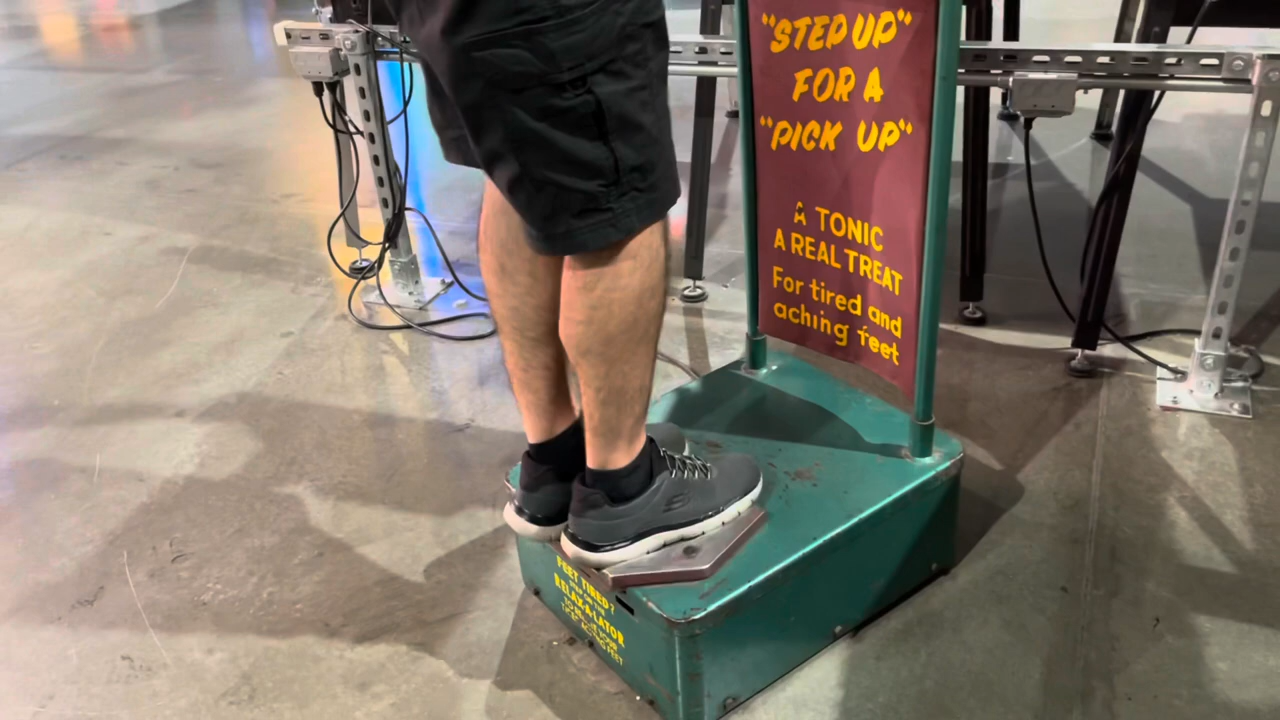 "STEP UP"
FOR A
"PICK UP"
A TONIC
A REAL TREAT
For tired and
aching feet
FEET TIRED?
RELAX-A-LATOR